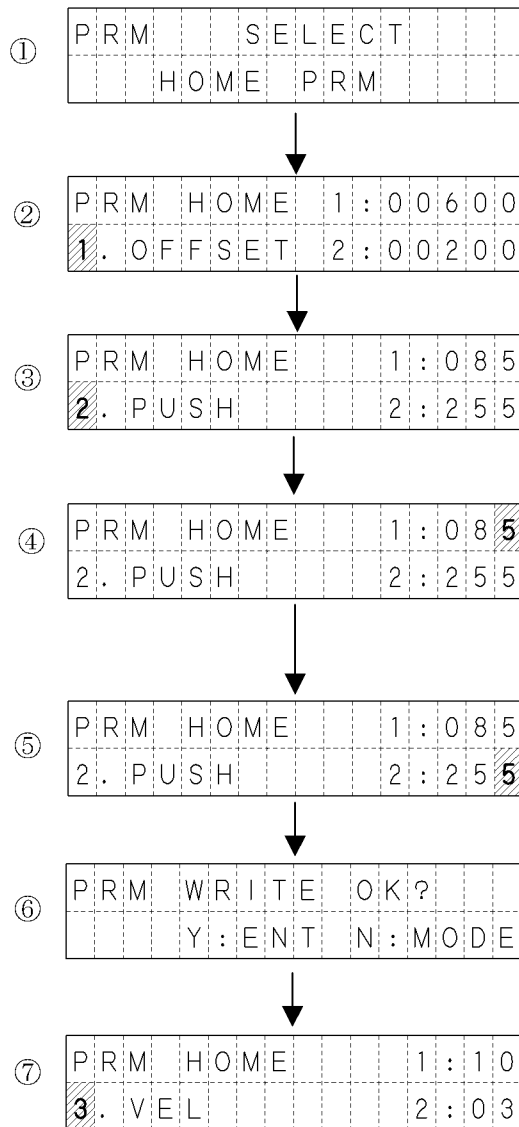 ①
PRM SELECT
HOME PRM
②
PRM HOME 1:00600
1. OFFSET 2:00200
③
PRM HOME 1:085
2. PUSH 2:255
④
PRM HOME 1:085
2. PUSH 2:255
⑤
PRM HOME 1:085
2. PUSH 2:255
⑥
PRM WRITE OK?
Y:ENT N:MODE
⑦
PRM HOME 1:10
3. VEL 2:03